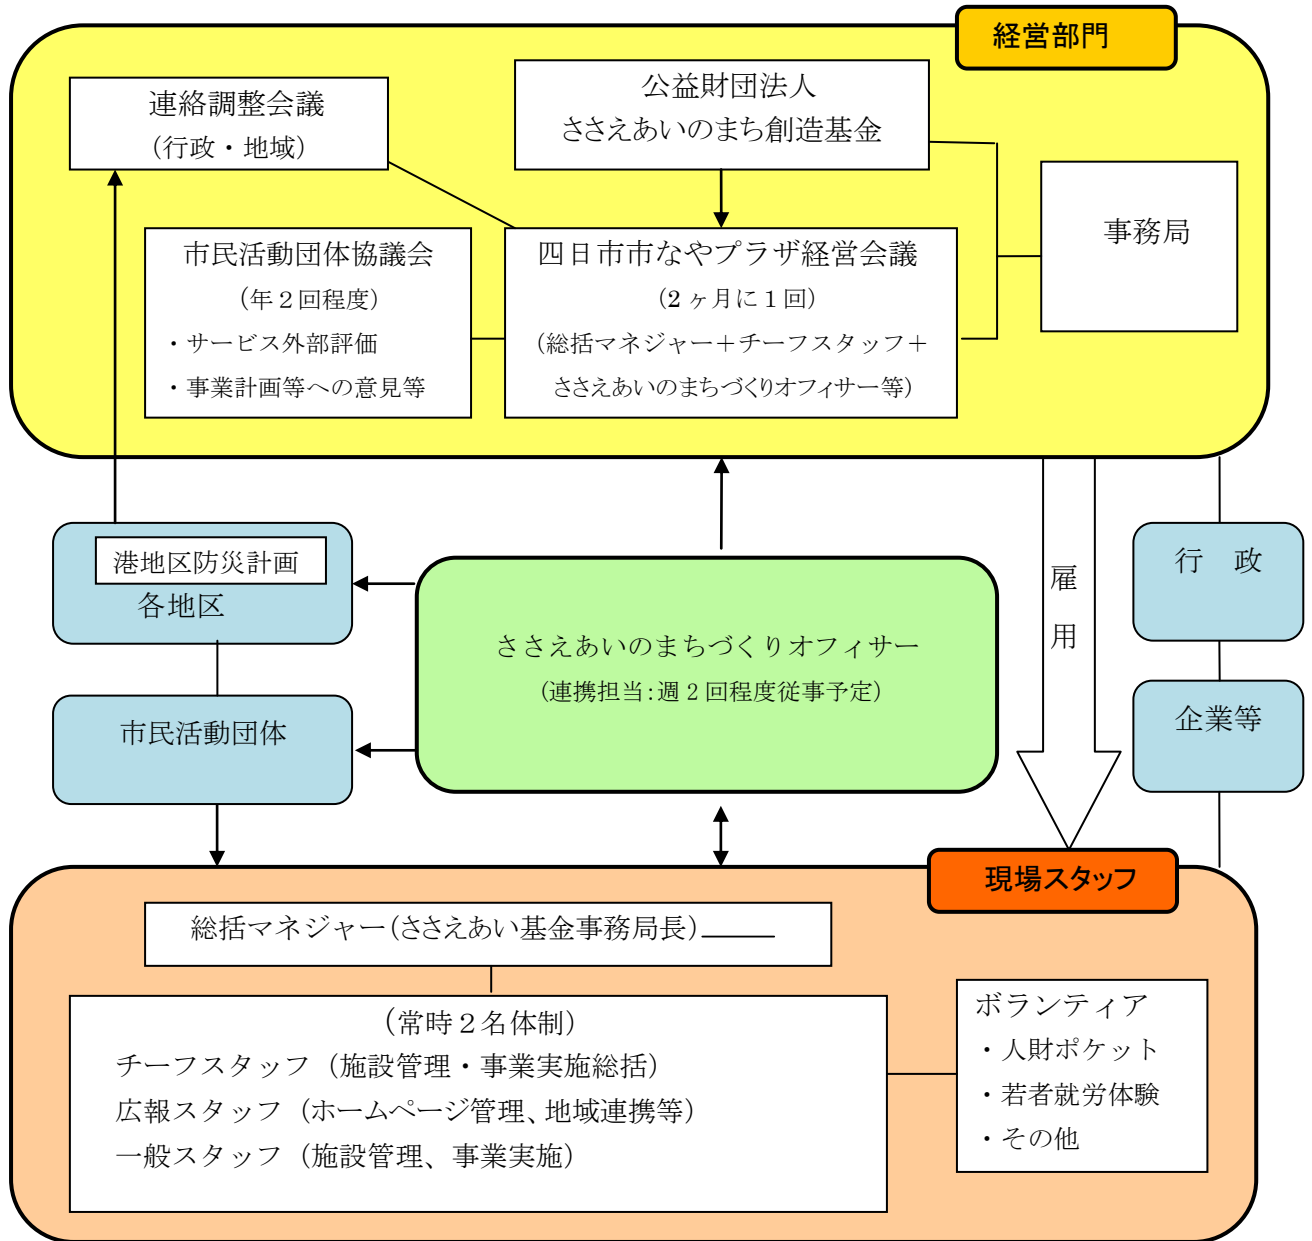 経営部門
連絡調整会議
(行政・地域)
公益財団法人
ささえあいのまち創造基金
事務局
市民活動団体協議会
(年２回程度)
・サービス外部評価
・事業計画等への意見等
四日市市なやプラザ経営会議
(2 ヶ月に１回)
(総括マネジャー＋チーフスタッフ＋
ささえあいのまちづくりオフィサー等)
港地区防災計画
各地区
市民活動団体
ささえあいのまちづくりオフィサー
(連携担当:週 2 回程度従事予定)
雇
用
行　政
企業等
現場スタッフ
総括マネジャー(ささえあい基金事務局長)
(常時２名体制)
チーフスタッフ（施設管理・事業実施総括)
広報スタッフ（ホームページ管理、地域連携等)
一般スタッフ（施設管理、事業実施)
ボランティア
・人財ポケット
・若者就労体験
・その他